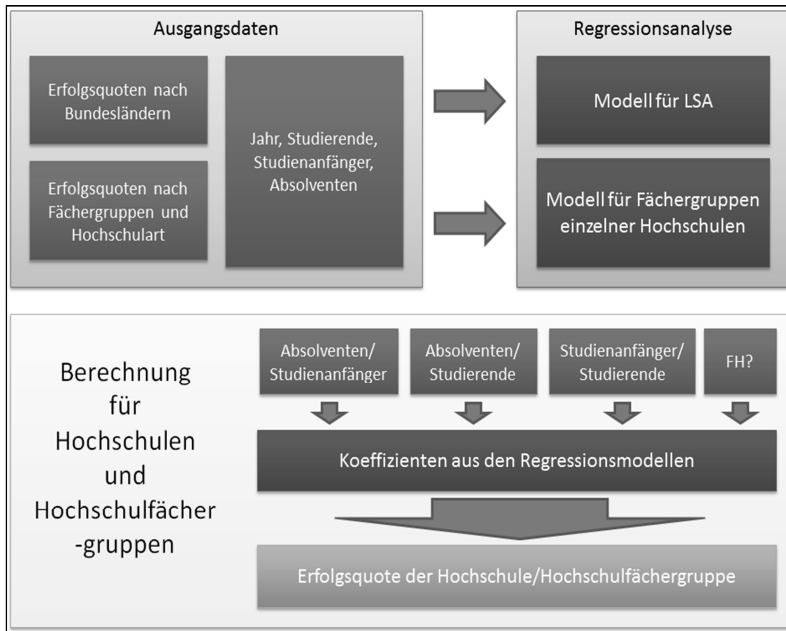 Ausgangsdaten
Erfolgsquoten nach
Bundesländern
Erfolgsquoten nach
Fächergruppen und
Hochschulart
Jahr, Studierende,
Studienanfänger,
Absolventen
Regressionsanalyse
Modell für LSA
Modell für Fächergruppen
einzelner Hochschulen
Berechnung
für
Hochschulen
und
Hochschulfächer
-gruppen
Absolventen/
Studienanfänger
Absolventen/
Studierende
Studienanfänger/
Studierende
FH?
Koeffizienten aus den Regressionsmodellen
Erfolgsquote der Hochschule/Hochschulfächergruppe